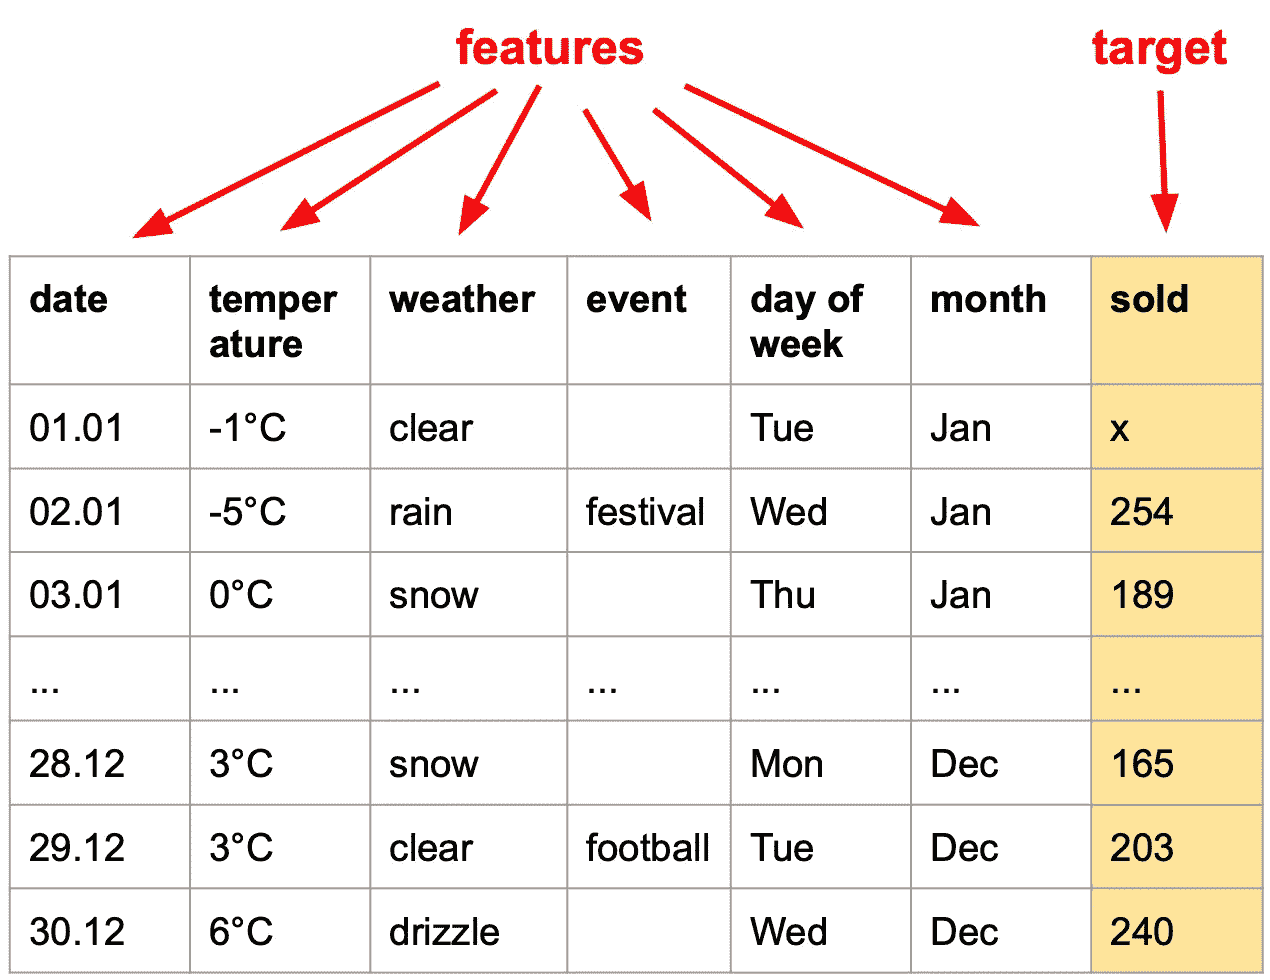 features target
date temper ature weather event day of week month sold
01.01 -1°C clear Tue Jan x
02.01 -5°C rain festival Wed Jan 254
03.01 0°C snow Thu Jan 189
... ... ... ... ... ... ...
28.12 3°C snow Mon Dec 165
29.12 3°C clear football Tue Dec 203
30.12 6°C drizzle Wed Dec 240